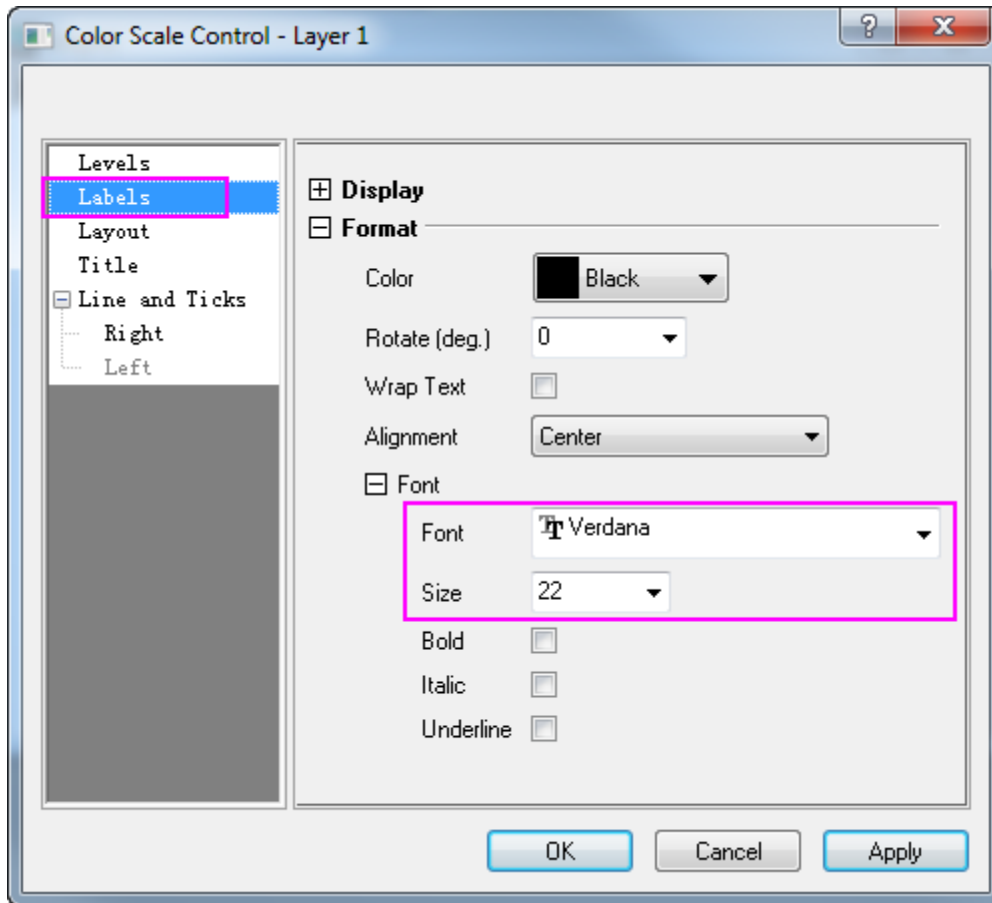 Color Scale Control - Layer 1
?
Levels
Labels
Layout
Title
Line and Ticks
Right
Left
Display
Format
Color Black
Rotate (deg.) 0
Wrap Text
Alignment Center
Font
Font Verdana
Size 22
Bold
Italic
Underline
OK Cancel Apply